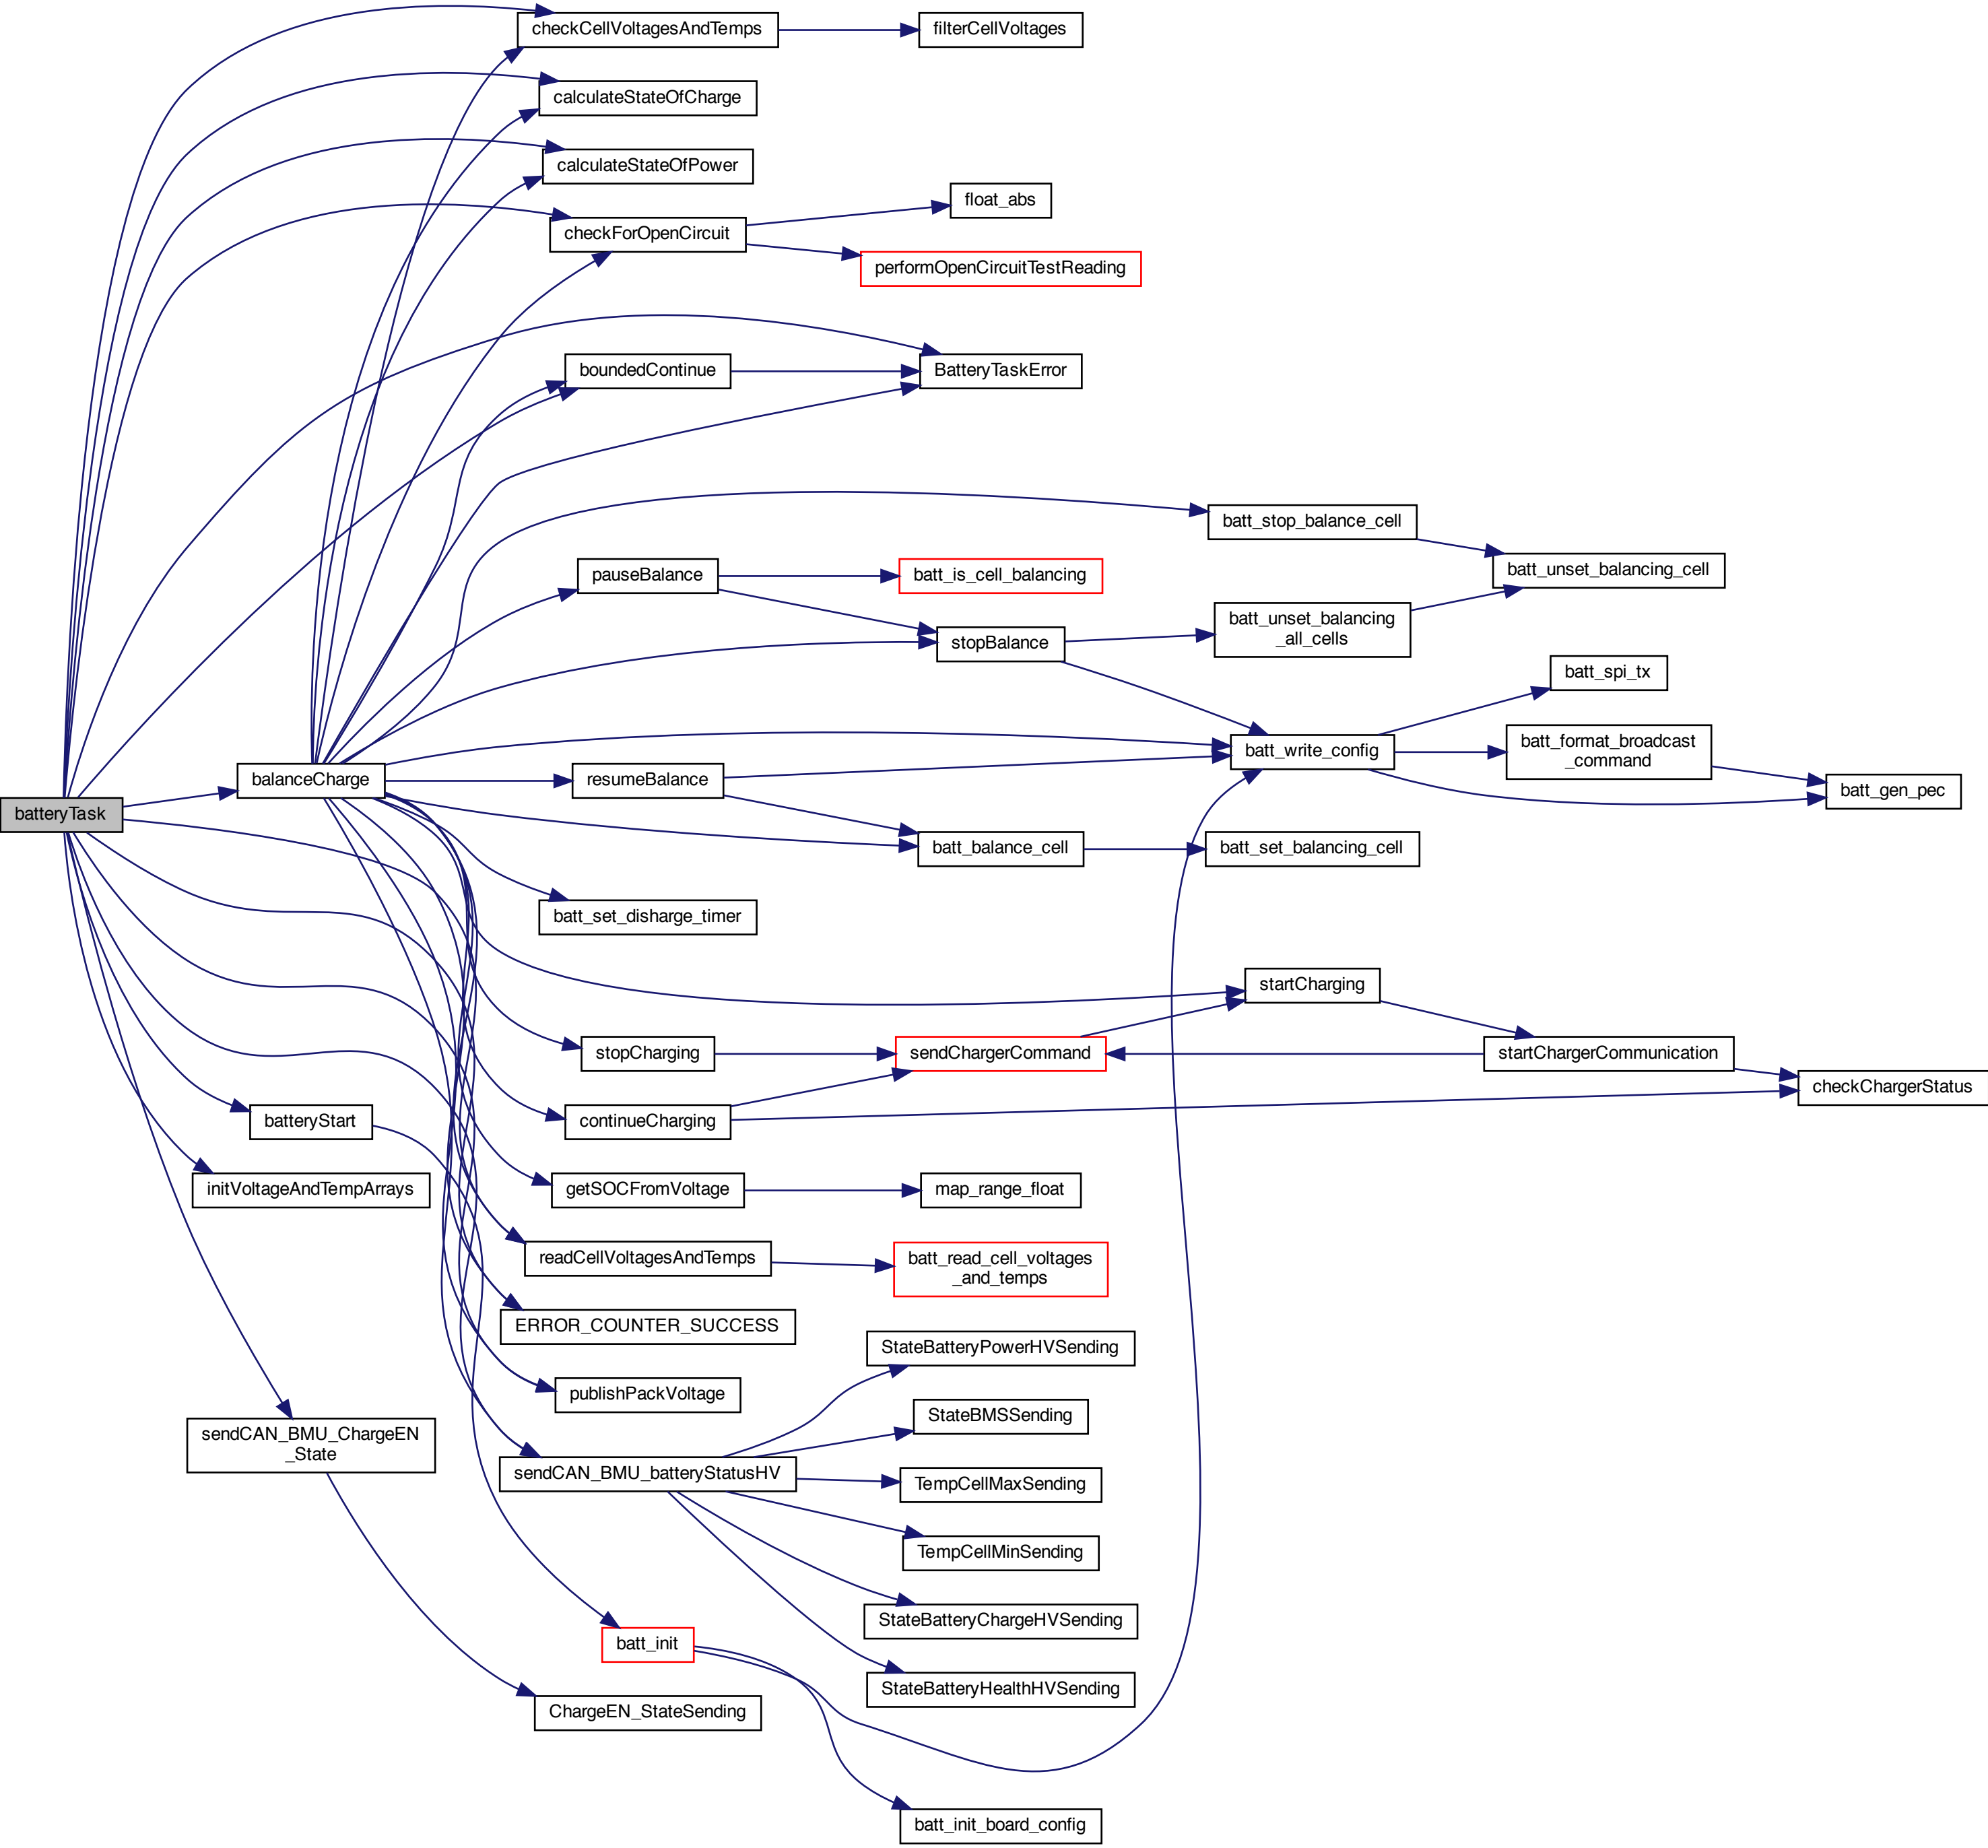 checkCellVoltagesAndTemps
filterCellVoltages
calculateStateOfCharge
calculateStateOfPower
float_abs
checkForOpenCircuit
performOpenCircuitTestReading
boundedContinue
BatteryTaskError
batt_stop_balance_cell
pauseBalance
batt_is_cell_balancing
batt_unset_balancing_cell
batt_unset_balancing
_all_cells
stopBalance
batt_spi_tx
balanceCharge
resumeBalance
batt_write_config
batt_format_broadcast
_command
batt_gen_pec
batteryTask
batt_balance_cell
batt_set_balancing_cell
batt_set_disharge_timer
startCharging
stopCharging
sendChargerCommand
startChargerCommunication
checkChargerStatus
batteryStart
continueCharging
initVoltageAndTempArrays
getSOCFromVoltage
map_range_float
readCellVoltagesAndTemps
batt_read_cell_voltages
_and_temps
ERROR_COUNTER_SUCCESS
StateBatteryPowerHVSending
publishPackVoltage
StateBMSSending
sendCAN_BMU_ChargeEN
_State
sendCAN_BMU_batteryStatusHV
TempCellMaxSending
TempCellMinSending
StateBatteryChargeHVSending
batt_init
StateBatteryHealthHVSending
ChargeEN_StateSending
batt_init_board_config